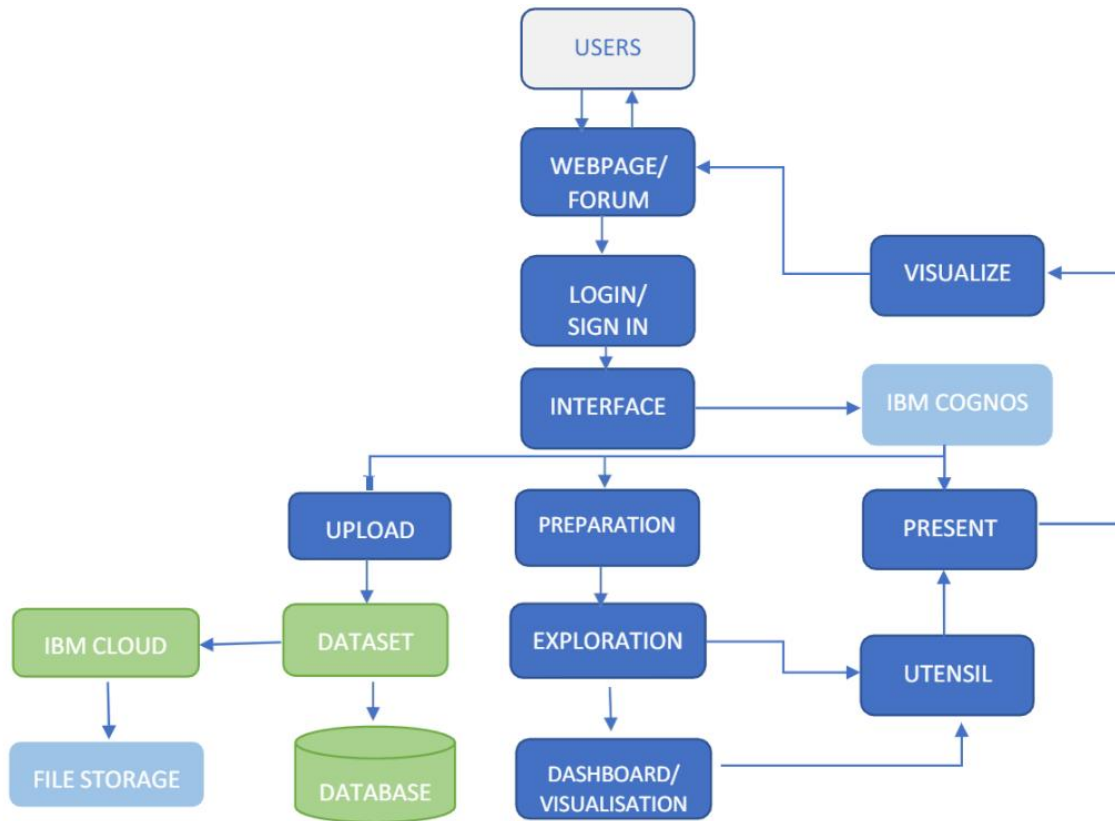 USERS
WEBPAGE/
FORUM
VISUALIZE
LOGIN/
SIGN IN
INTERFACE
IBM COGNOS
UPLOAD
PREPARATION
PRESENT
IBM CLOUD
DATASET
EXPLORATION
UTENSIL
FILE STORAGE
DATABASE
DASHBOARD/
VISUALISATION